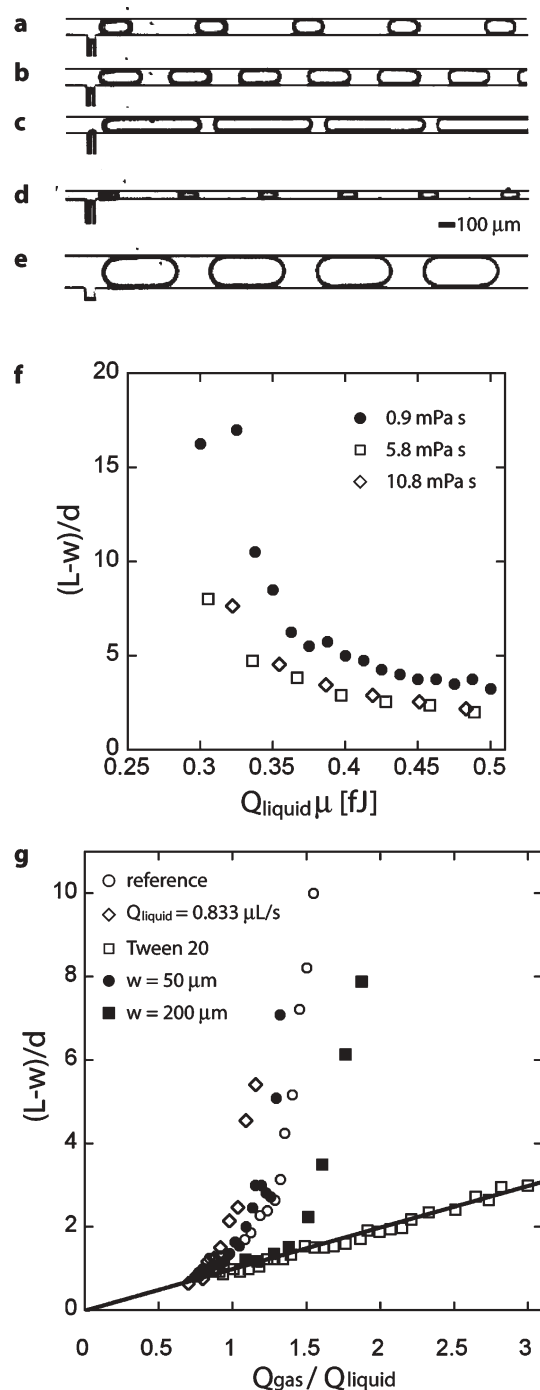 a
b
c
d
100 µm
e
f
20
15
10
5
0
(L-w)/d
0.9 mPa s
5.8 mPa s
10.8 mPa s
0.25
0.3
0.35
0.4
0.45
0.5
Qliquid µ [fJ]
g
10
8
6
4
2
0
(L-w)/d
reference
Qliquid = 0.833 µL/s
Tween 20
w = 50 µm
w = 200 µm
0
0.5
1
1.5
2
2.5
3
Qgas / Qliquid